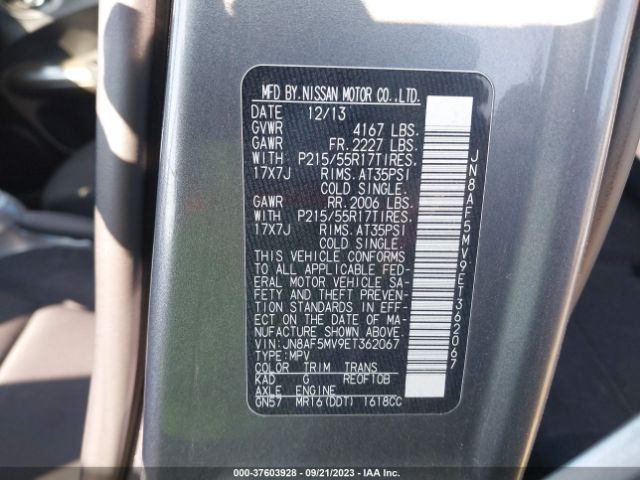 MFD BY.NISSAN MOTOR CO.,LTD.
DATE 12/13
GVWR 4167 LBS.
GAWR FR.2227 LBS.
WITH P215/55R17TIRES.
17X7J RIMS.AT35PSI
COLD SINGLE.
GAWR RR.2006 LBS.
WITH P215/55R17TIRES.
17X7J RIMS.AT35PSI
COLD SINGLE.
THIS VEHICLE CONFORMS
TO ALL APPLICABLE FED-
ERAL MOTOR VEHICLE SA-
FETY AND THEFT PREVEN-
TION STANDARDS IN EFF-
ECT ON THE DATE OF MA-
NUFACTURE SHOWN ABOVE.
VIN:JN8AF5MV9ET362067
TYPE:MPV
COLOR TRIM TRANS
KAD G RE0F10B
AXLE ENGINE
GN57 MR16(DDT) 1618CC
JN8AF5MV9ET362067
000-37603928 - 09/21/2023 - IAA Inc.